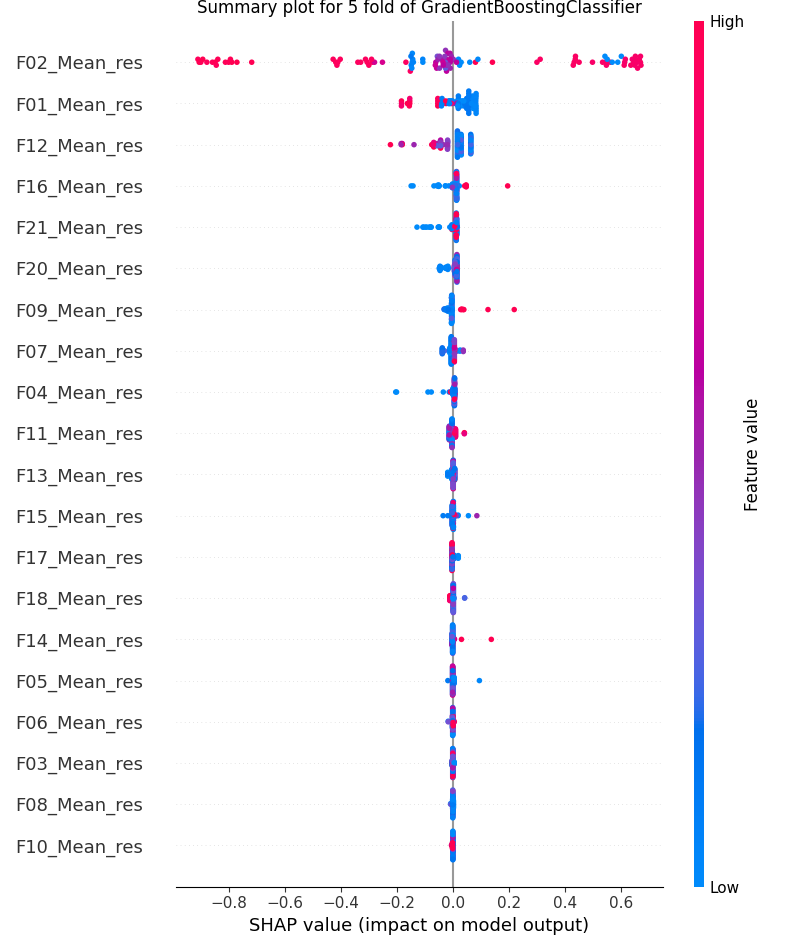 Summary plot for 5 fold of GradientBoostingClassifier
High
F02_Mean_res
F01_Mean_res
F12_Mean_res
F16_Mean_res
F21_Mean_res
F20_Mean_res
F09_Mean_res
F07_Mean_res
F04_Mean_res
F11_Mean_res
F13_Mean_res
F15_Mean_res
F17_Mean_res
F18_Mean_res
F14_Mean_res
F05_Mean_res
F06_Mean_res
F03_Mean_res
F08_Mean_res
F10_Mean_res
Feature value
Low
−0.8 −0.6 −0.4 −0.2 0.0 0.2 0.4 0.6
SHAP value (impact on model output)